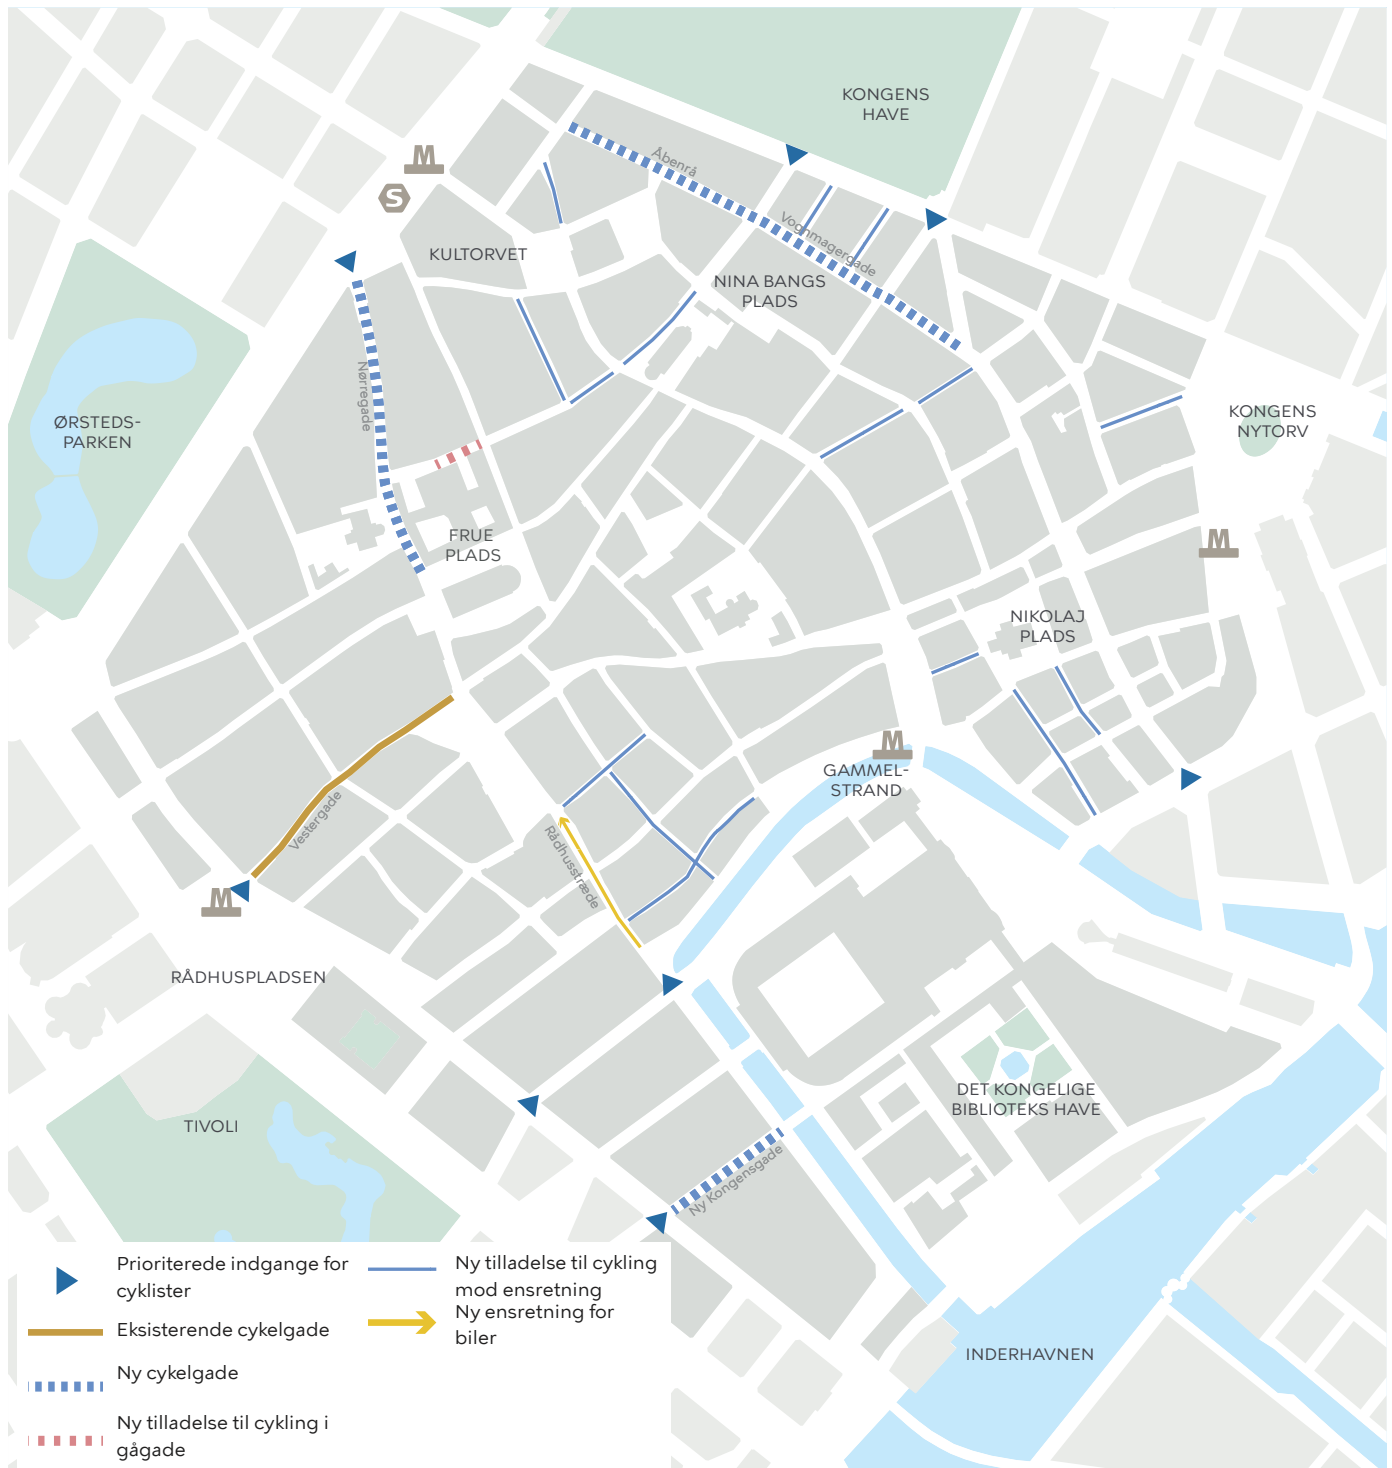 KONGENS
HAVE
M
S
Åbenrå
Vognmagergade
KULTORVET
NINA BANGS
PLADS
Nørregade
ØRSTEDS-
PARKEN
KONGENS
NYTORV
FRUE
PLADS
M
NIKOLAJ
PLADS
M
GAMMEL-
STRAND
Vestergade
Rådhusstræde
M
RÅDHUSPLADSEN
DET KONGELIGE
BIBLIOTEKS HAVE
TIVOLI
Ny Kongensgade
INDERHAVNEN
Prioriterede indgange for
cyklister
Eksisterende cykelgade
Ny cykelgade
Ny tilladelse til cykling i
gågade
Ny tilladelse til cykling
mod ensretning
Ny ensretning for
biler